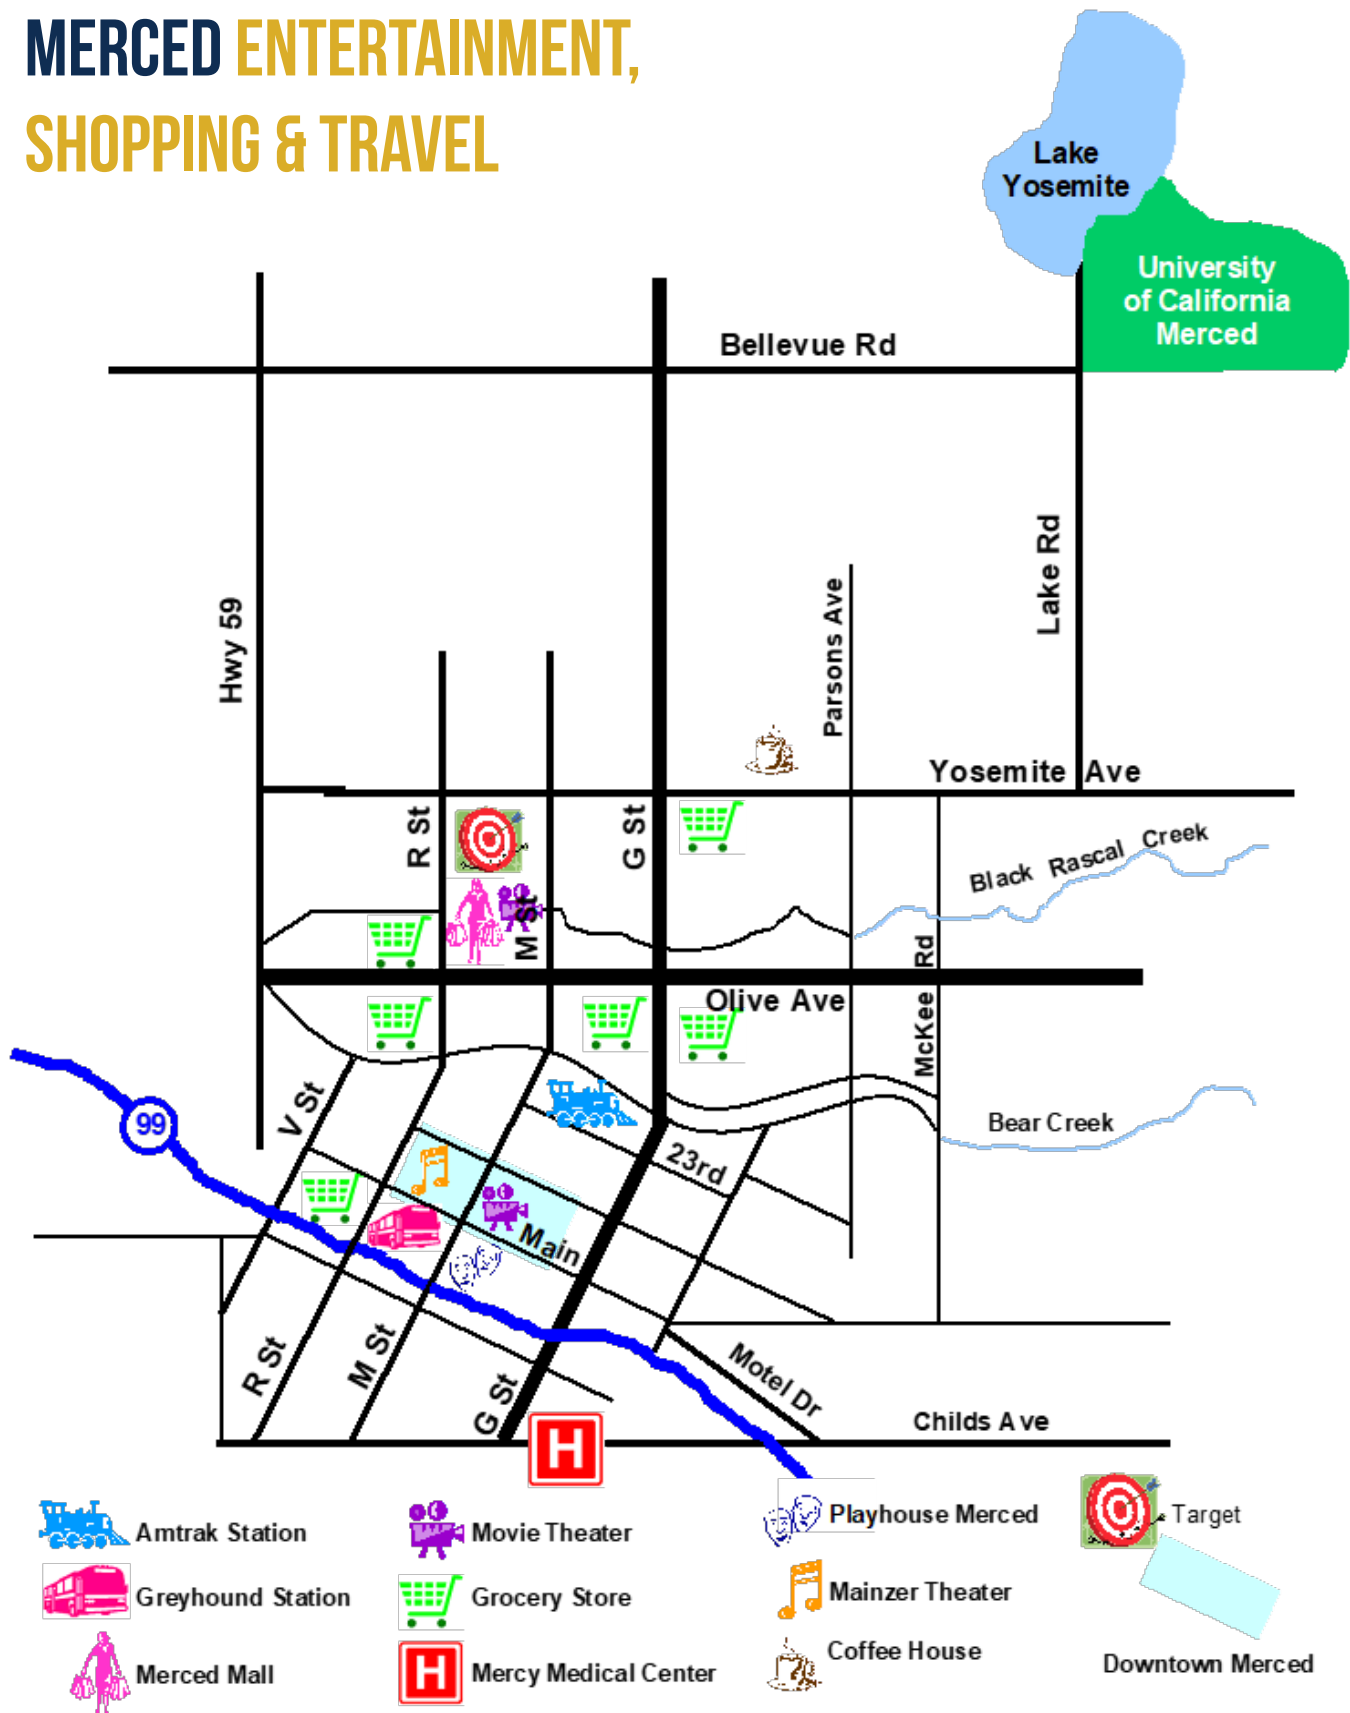 MERCED ENTERTAINMENT,
SHOPPING & TRAVEL
Lake
Yosemite
University
of California
Merced
Bellevue Rd
Hwy 59
Lake Rd
Parsons Ave
Yosemite Ave
R St
G St
M St
Black Rascal Creek
McKee Rd
Olive Ave
V St
99
Bear Creek
23rd
Main
R St
M St
G St
Motel Dr
Childs Ave
H
Amtrak Station
Movie Theater
Playhouse Merced
Target
Greyhound Station
Grocery Store
Mainzer Theater
Merced Mall
H
Mercy Medical Center
Coffee House
Downtown Merced